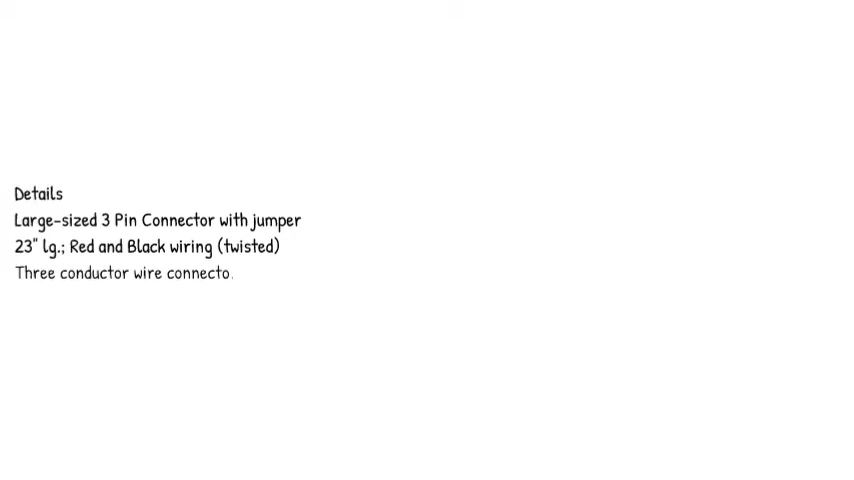 Details
Large-sized 3 Pin Connector with jumper
23" lg.; Red and Black wiring (twisted)
Three conductor wire connecto.